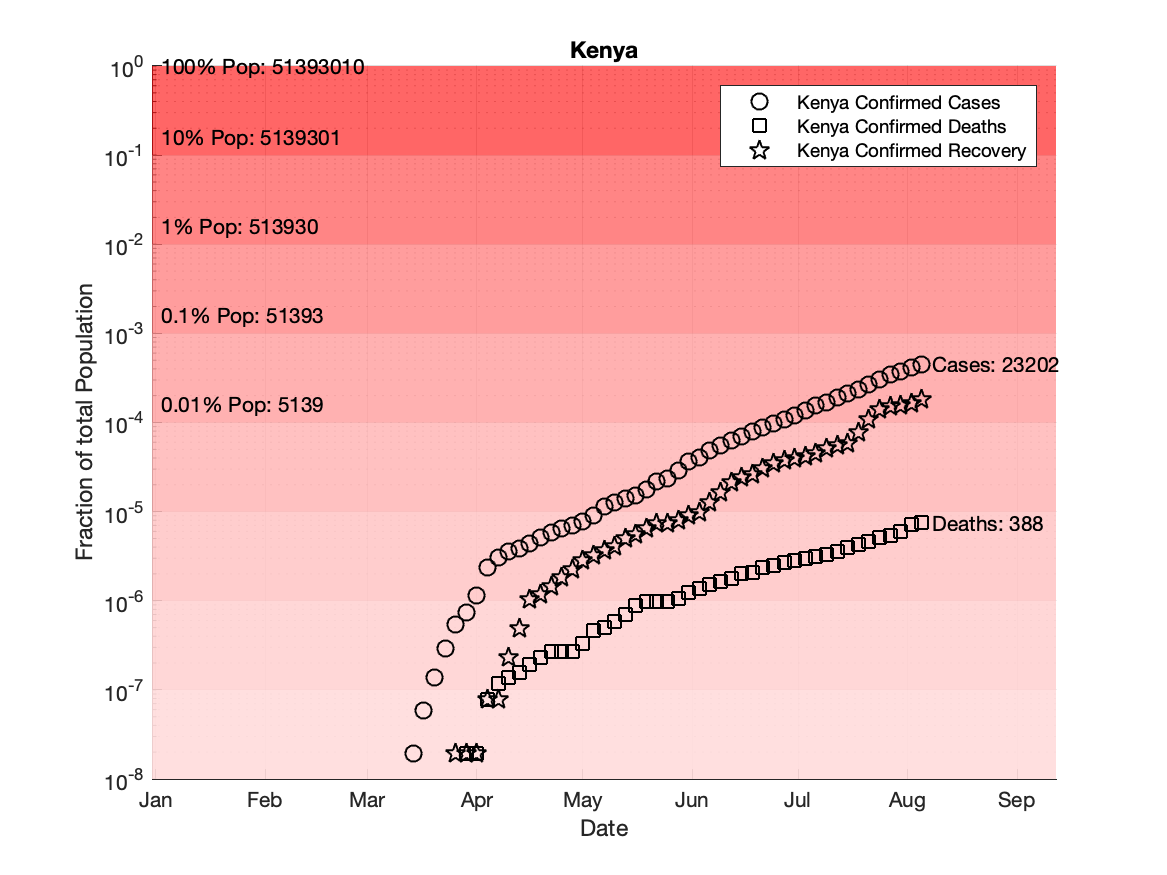 Kenya
10^0
10^-1
10^-2
10^-3
10^-4
10^-5
10^-6
10^-7
10^-8
Fraction of total Population
100% Pop: 51393010
10% Pop: 5139301
1% Pop: 513930
0.1% Pop: 51393
0.01% Pop: 5139
Kenya Confirmed Cases
Kenya Confirmed Deaths
Kenya Confirmed Recovery
Cases: 23202
Deaths: 388
Jan Feb Mar Apr May Jun Jul Aug Sep
Date